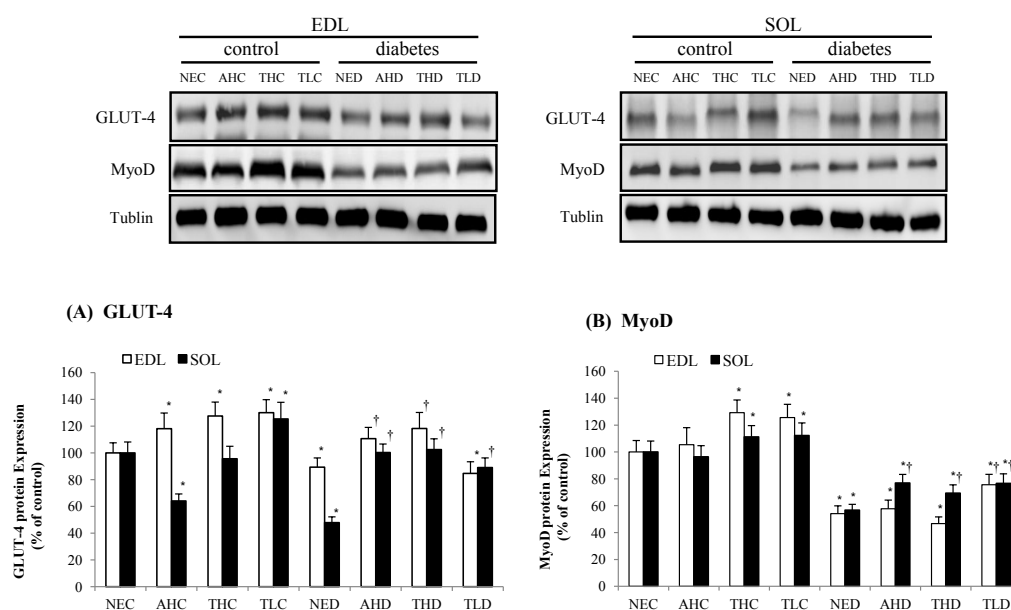 EDL
control diabetes
NEC AHC THC TLC NED AHD THD TLD
GLUT-4
MyoD
Tublin
SOL
control diabetes
NEC AHC THC TLC NED AHD THD TLD
GLUT-4
MyoD
Tublin
(A) GLUT-4
EDL SOL
GLUT-4 protein Expression
(% of control)
160
140
120
100
80
60
40
20
0
* * * * * * † † † † * †
NEC AHC THC TLC NED AHD THD TLD
(B) MyoD
EDL SOL
MyoD protein Expression
(% of control)
160
140
120
100
80
60
40
20
0
* * * * * * * *† * *† *† *†
NEC AHC THC TLC NED AHD THD TLD